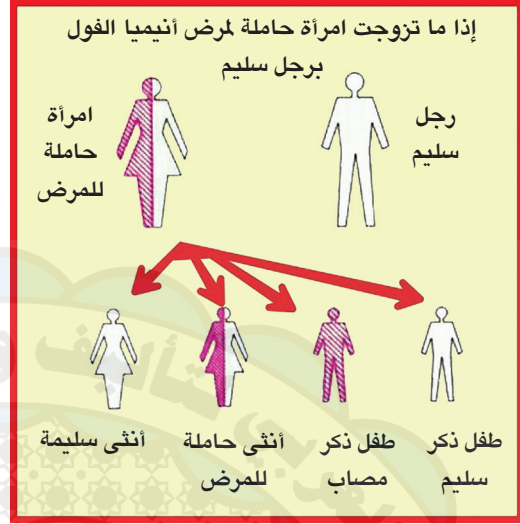 إذا ما تزوجت امرأة حاملة لمرض أنيميا الفول
برجل سليم
رجل
سليم
امرأة
حاملة
للمرض
طفل ذكر
سليم
طفل ذكر
مصاب
أنثى حاملة
للمرض
أنثى سليمة